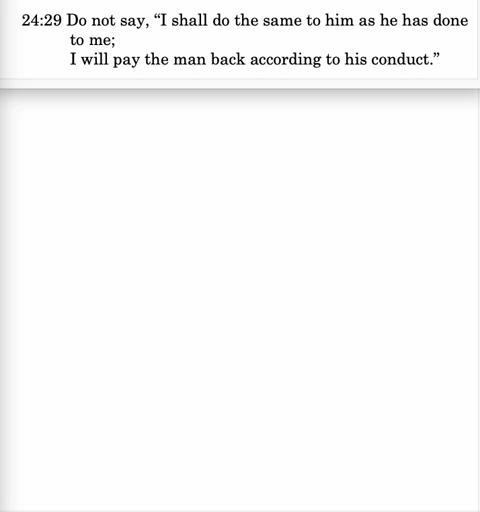 24:29 Do not say, “I shall do the same to him as he has done
to me;
I will pay the man back according to his conduct.”